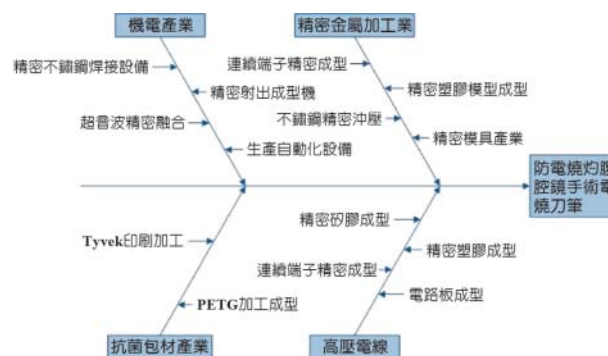 機電產業
精密金屬加工業
精密不鏽鋼焊接設備
精密射出成型機
超音波精密融合
生產自動化設備
連續端子精密成型
精密塑膠模型成型
不鏽鋼精密沖壓
精密模具產業
防電燒灼腹
腔鏡手術電
燒刀筆
Tyvek印刷加工
PETG加工成型
精密矽膠成型
精密塑膠成型
連續端子精密成型
電路板成型
抗菌包材產業
高壓電線